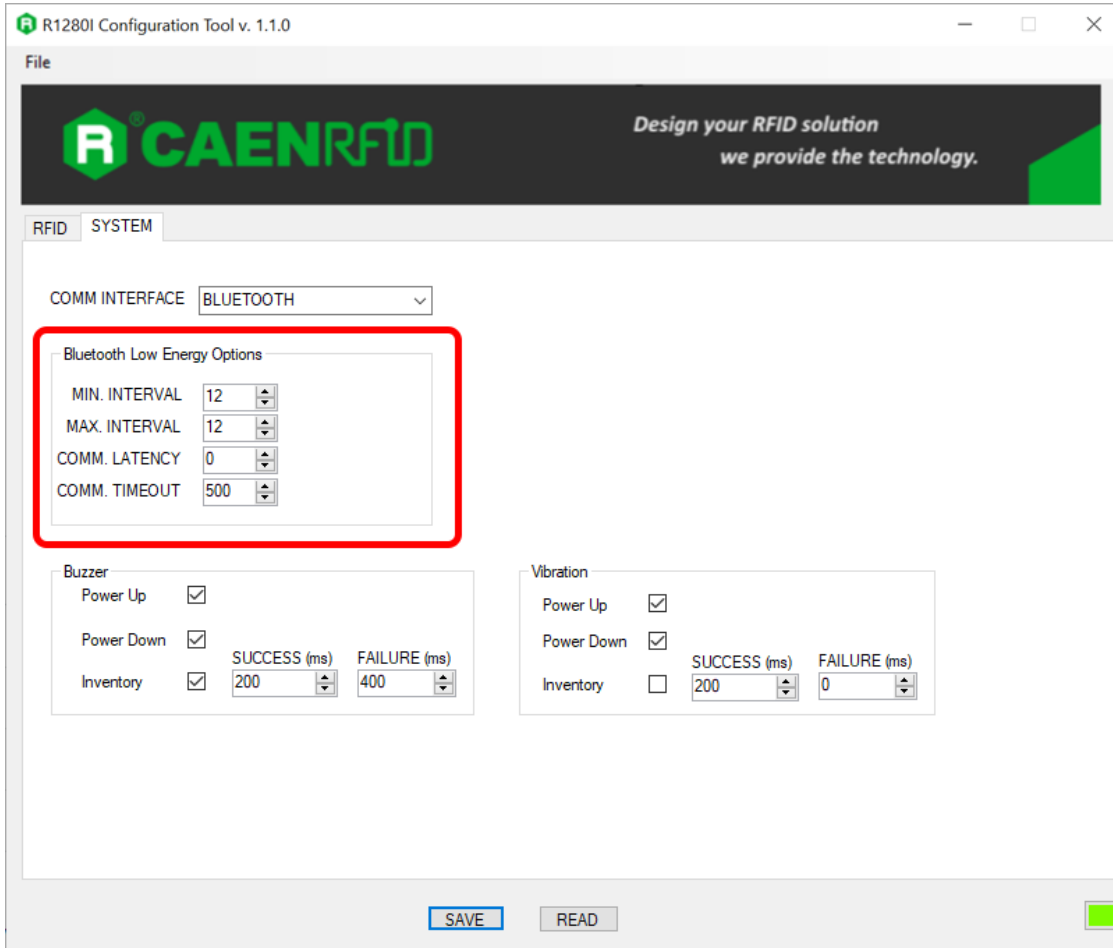 R1280I Configuration Tool v. 1.1.0
File
R® CAENRFID
Design your RFID solution
we provide the technology.
RFID SYSTEM
COMM INTERFACE BLUETOOTH
Bluetooth Low Energy Options
MIN. INTERVAL 12
MAX. INTERVAL 12
COMM. LATENCY 0
COMM. TIMEOUT 500
Buzzer
Power Up
Power Down
SUCCESS (ms) FAILURE (ms)
Inventory 200 400
Vibration
Power Up
Power Down
SUCCESS (ms) FAILURE (ms)
Inventory 200 0
SAVE READ